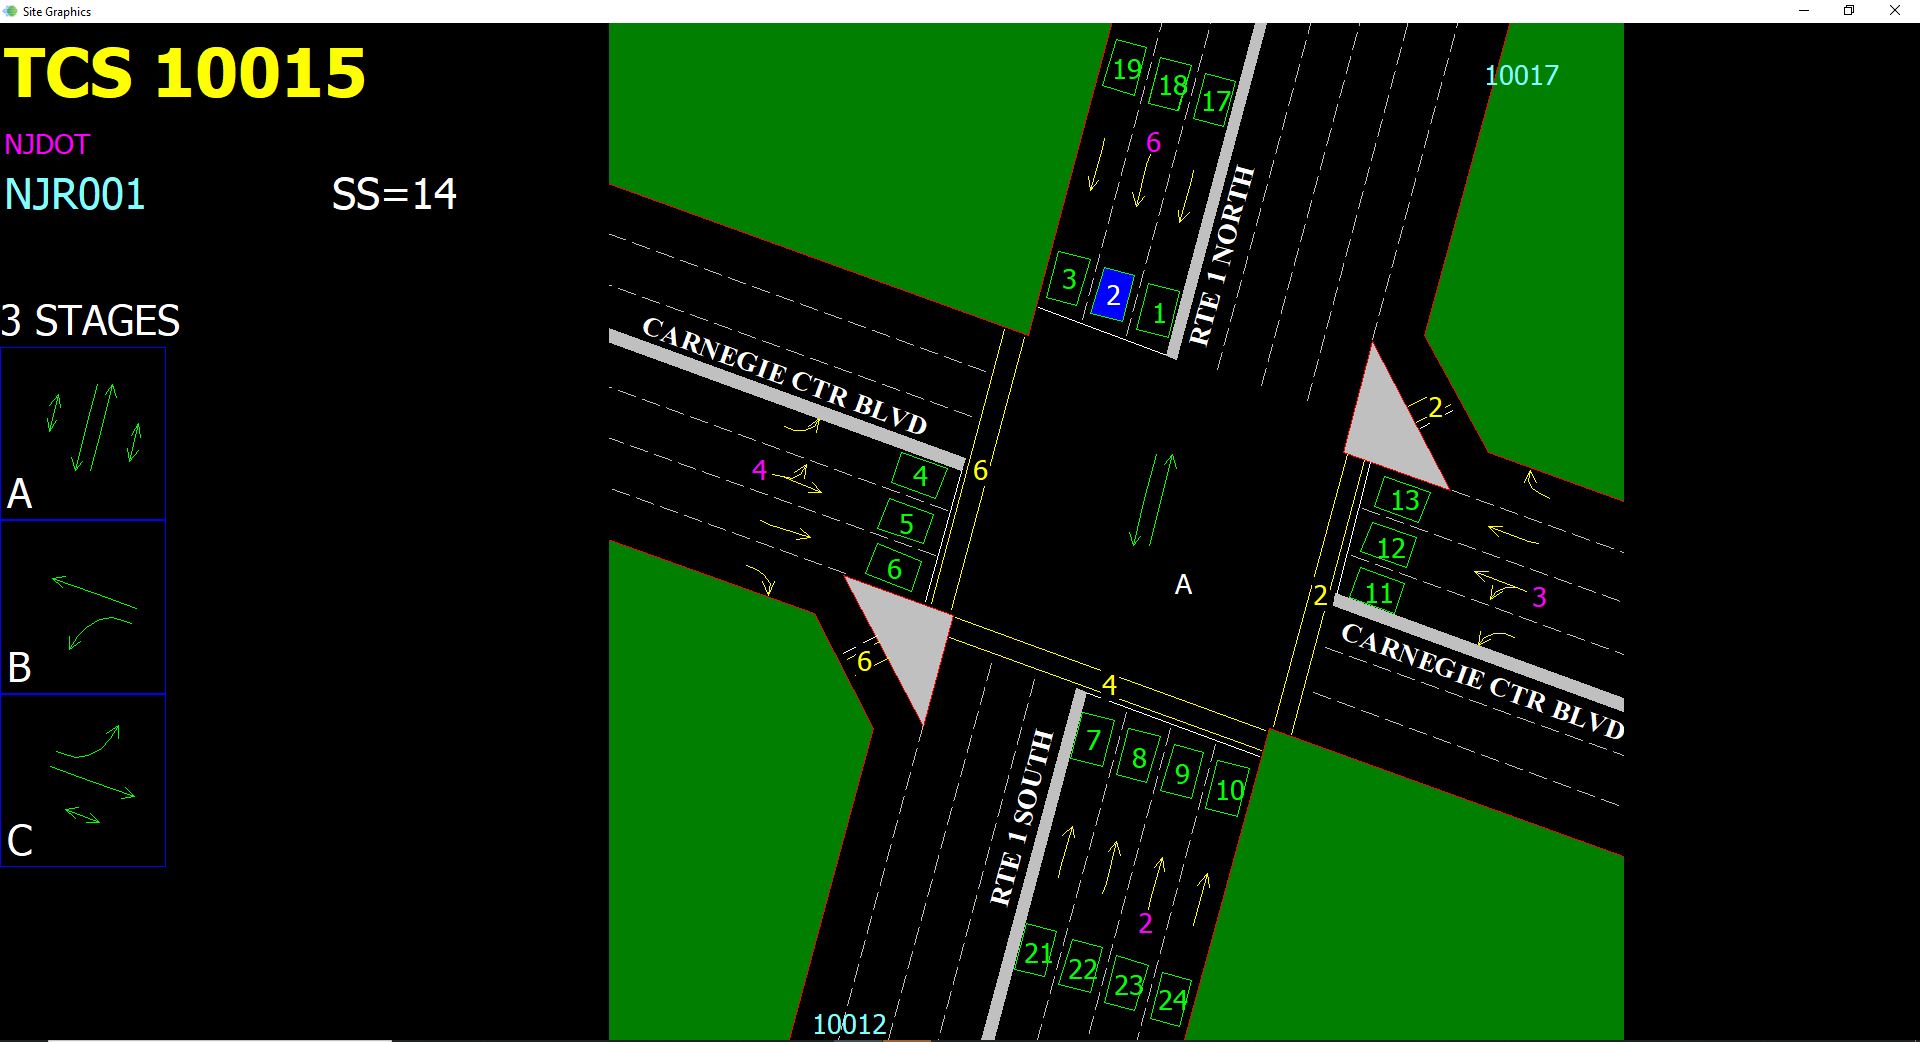 Site Graphics
TCS 10015
NJDOT
NJR001 SS=14
3 STAGES
A
B
C
19 18 17
10017
6
RTE 1 NORTH
3 2 1
CARNEGIE CTR BLVD
2
4
6
4
5
6
13
12
11
3
A
2
CARNEGIE CTR BLVD
6
4
7 8 9 10
RTE 1 SOUTH
2
21 22 23 24
10012